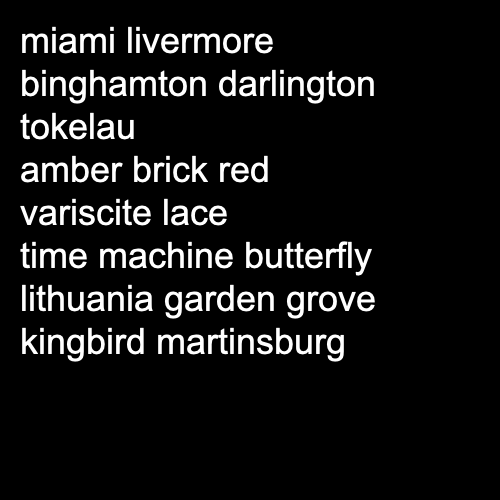 miami livermore
binghamton darlington
tokelau
amber brick red
variscite lace
time machine butterfly
lithuania garden grove
kingbird martinsburg